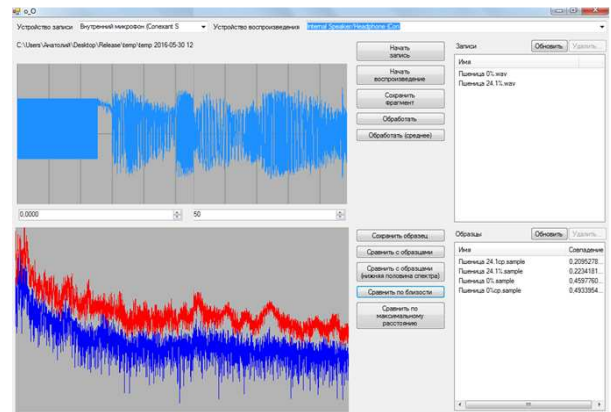 o_O
Устройство записи Внутренний микрофон (Conexant S Устройство воспроизведения Internal Speaker/Headphone (Con)
C:\Users\Анатолий\Desktop\Release\temp\temp 2016-05-30 12
Начать запись
Начать воспроизведение
Сохранить фрагмент
Обработать
Обработать (среднее)
Записи Обновить Удалить...
Имя
Пшеница 0%.wav
Пшеница 24.1%.wav
0,0000 50
Сохранить образец
Сравнить с образцами
Сравнить с образцами (нижняя половина спектра)
Сравнить по близости
Сравнить по максимальному расстоянию
Образцы Обновить Удалить...
Имя Совпадение
Пшеница 24.1ср.sample 0,2095278...
Пшеница 24.1%.sample 0,2234181...
Пшеница 0%.sample 0,4597760...
Пшеница 0%ср.sample 0,4933954...